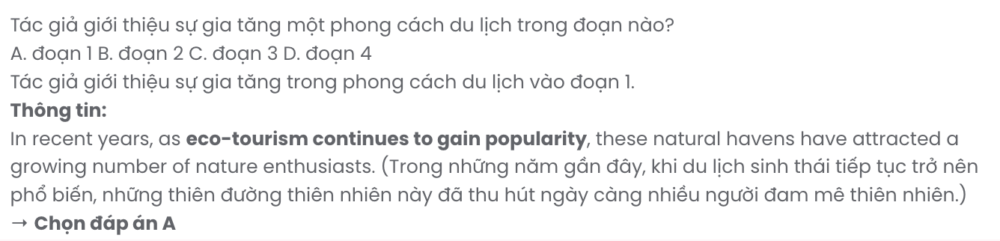 Tác giả giới thiệu sự gia tăng một phong cách du lịch trong đoạn nào?
A. đoạn 1 B. đoạn 2 C. đoạn 3 D. đoạn 4
Tác giả giới thiệu sự gia tăng trong phong cách du lịch vào đoạn 1.
Thông tin:
In recent years, as eco-tourism continues to gain popularity, these natural havens have attracted a
growing number of nature enthusiasts. (Trong những năm gần đây, khi du lịch sinh thái tiếp tục trở nên
phổ biến, những thiên đường thiên nhiên này đã thu hút ngày càng nhiều người đam mê thiên nhiên.)
→ Chọn đáp án A